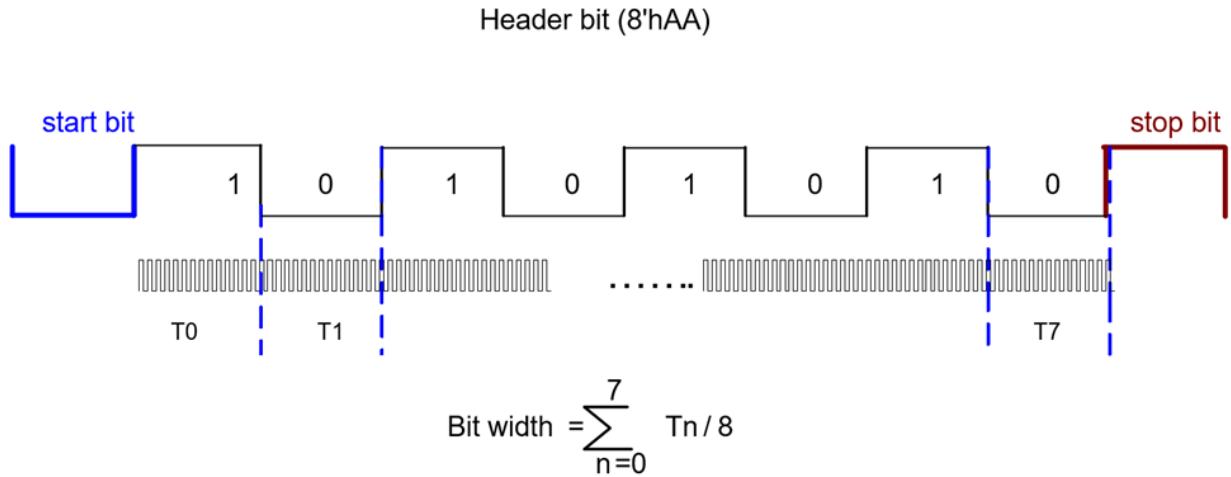 Header bit (8'hAA)
start bit
stop bit
1 0 1 0 1 0 1 0
.......
T0 T1 T7
7
Bit width = ∑ Tn / 8
n=0